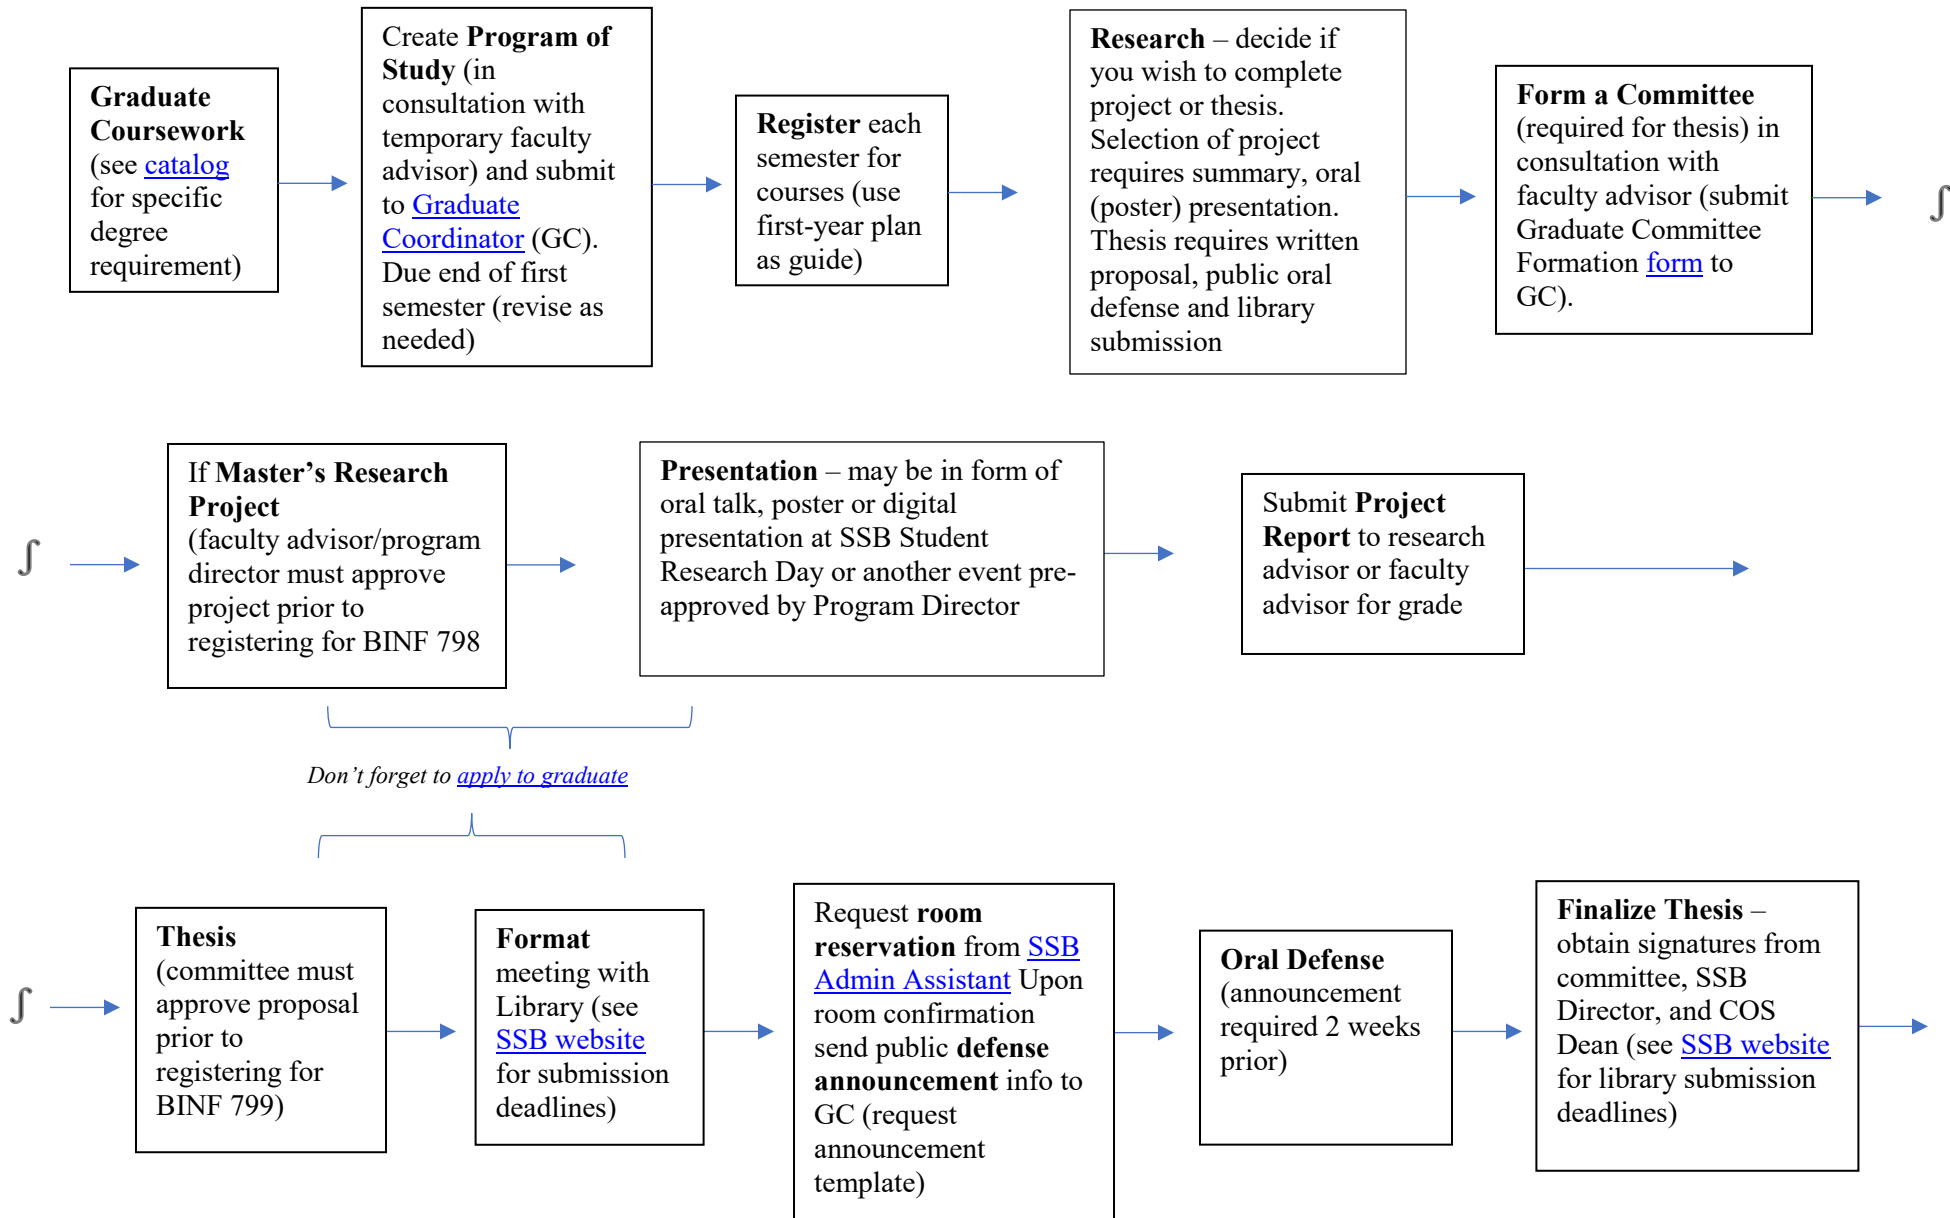 Graduate
Coursework
(see catalog
for specific
degree
requirement)
Create Program of
Study (in
consultation with
temporary faculty
advisor) and submit
to Graduate
Coordinator (GC).
Due end of first
semester (revise as
needed)
Register each
semester for
courses (use
first-year plan
as guide)
Research – decide if
you wish to complete
project or thesis.
Selection of project
requires summary, oral
(poster) presentation.
Thesis requires written
proposal, public oral
defense and library
submission
Form a Committee
(required for thesis) in
consultation with
faculty advisor (submit
Graduate Committee
Formation form to
GC).
∫
∫
If Master’s Research
Project
(faculty advisor/program
director must approve
project prior to
registering for BINF 798
Presentation – may be in form of
oral talk, poster or digital
presentation at SSB Student
Research Day or another event pre-
approved by Program Director
Submit Project
Report to research
advisor or faculty
advisor for grade
Don’t forget to apply to graduate
∫
Thesis
(committee must
approve proposal
prior to
registering for
BINF 799)
Format
meeting with
Library (see
SSB website
for submission
deadlines)
Request room
reservation from SSB
Admin Assistant Upon
room confirmation
send public defense
announcement info to
GC (request
announcement
template)
Oral Defense
(announcement
required 2 weeks
prior)
Finalize Thesis –
obtain signatures from
committee, SSB
Director, and COS
Dean (see SSB website
for library submission
deadlines)